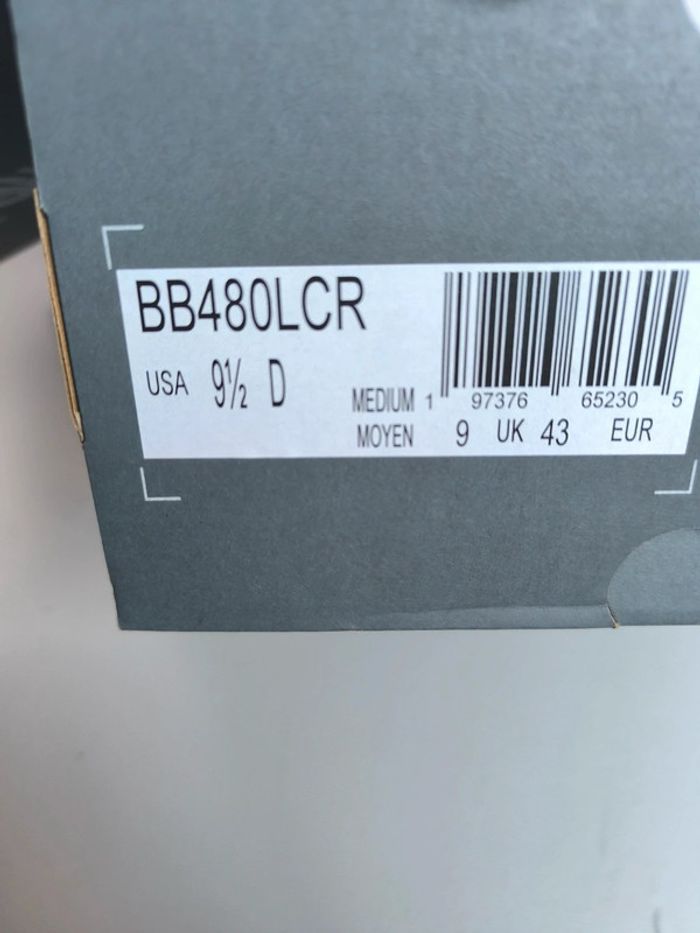 BB480LCR
USA 9½ D
MEDIUM 1 97376 65230 5
MOYEN 9 UK 43 EUR